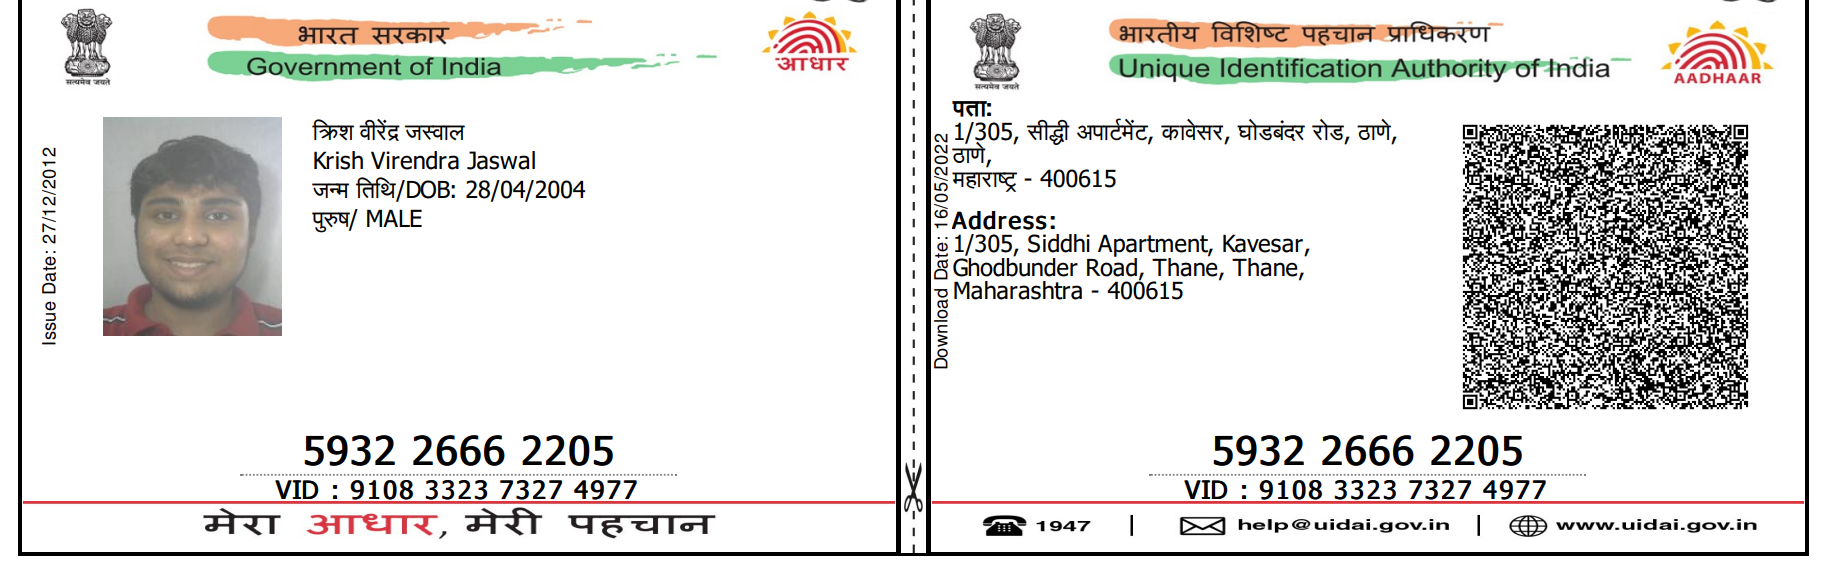 भारत सरकार
Government of India
सत्यमेव जयते
आधार
Issue Date: 27/12/2012
क्रिश वीरेंद्र जस्वाल
Krish Virendra Jaswal
जन्म तिथि/DOB: 28/04/2004
पुरुष/ MALE
5932 2666 2205
VID : 9108 3323 7327 4977
मेरा आधार, मेरी पहचान
भारतीय विशिष्ट पहचान प्राधिकरण
Unique Identification Authority of India
सत्यमेव जयते
AADHAAR
Download Date: 16/05/2022
पता:
1/305, सीद्धी अपार्टमेंट, कावेसर, घोडबंदर रोड, ठाणे,
ठाणे,
महाराष्ट्र - 400615
Address:
1/305, Siddhi Apartment, Kavesar,
Ghodbunder Road, Thane, Thane,
Maharashtra - 400615
5932 2666 2205
VID : 9108 3323 7327 4977
1947 | help@uidai.gov.in | www.uidai.gov.in